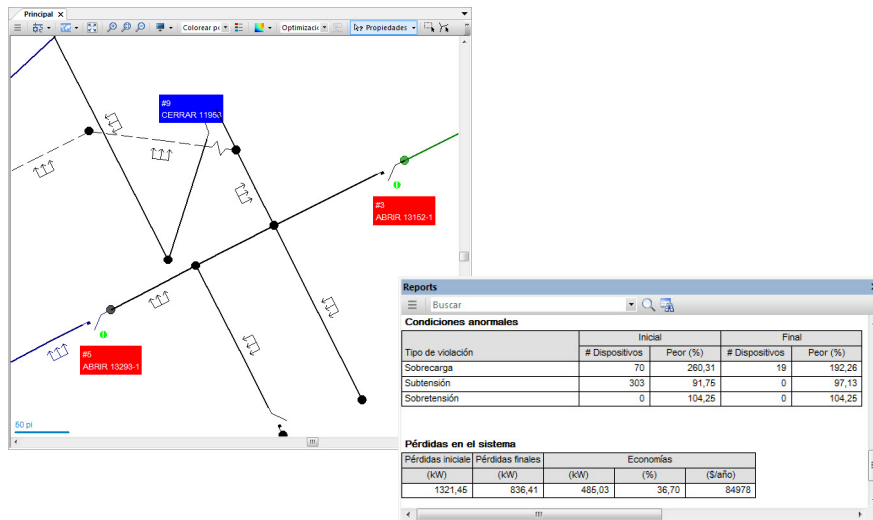 Principal
Colorear po
Optimizació
Propiedades
#9
CERRAR 11953
#3
ABRIR 13152-1
#5
ABRIR 13293-1
50 pi
Reports
Buscar
Condiciones anormales
Inicial Final
Tipo de violación # Dispositivos Peor (%) # Dispositivos Peor (%)
Sobrecarga 70 260,31 19 192,26
Subtensión 303 91,75 0 97,13
Sobretensión 0 104,25 0 104,25
Pérdidas en el sistema
Pérdidas iniciale Pérdidas finales Economías
(kW) (kW) (kW) (%) ($/año)
1321,45 836,41 485,03 36,70 84978